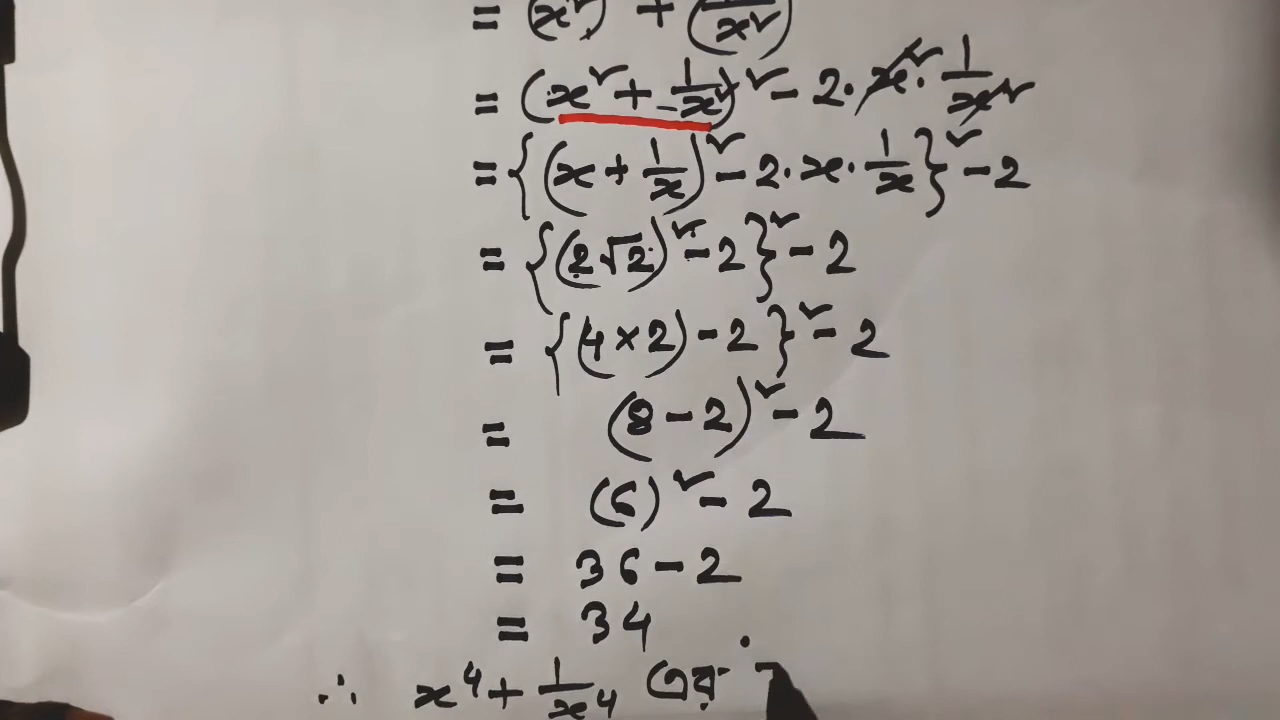 = (x²)² + (1/x²)²
= (x² + 1/x²)² - 2·x²·1/x²
= {(x + 1/x)² - 2·x·1/x}² - 2
= {(2√2)² - 2}² - 2
= {(4×2) - 2}² - 2
= (8 - 2)² - 2
= (6)² - 2
= 36 - 2
= 34
∴ x⁴ + 1/x⁴ এর